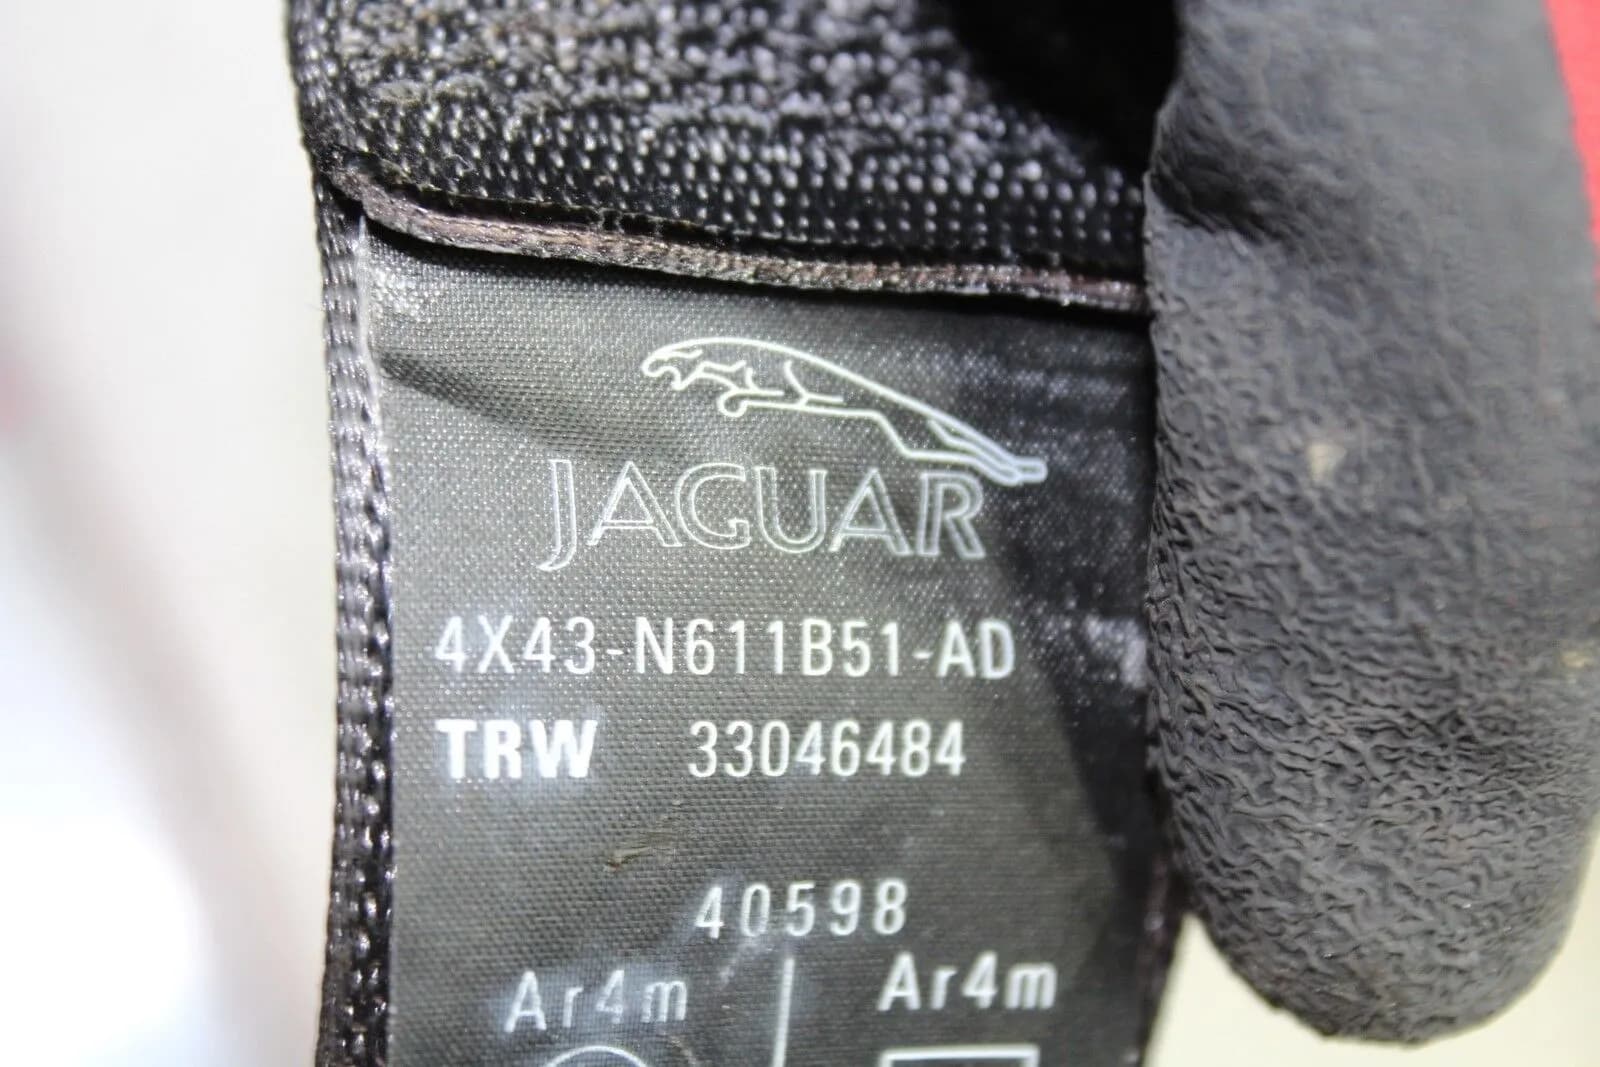 JAGUAR
4X43-N611B51-AD
TRW 33046484
40598
Ar4m Ar4m